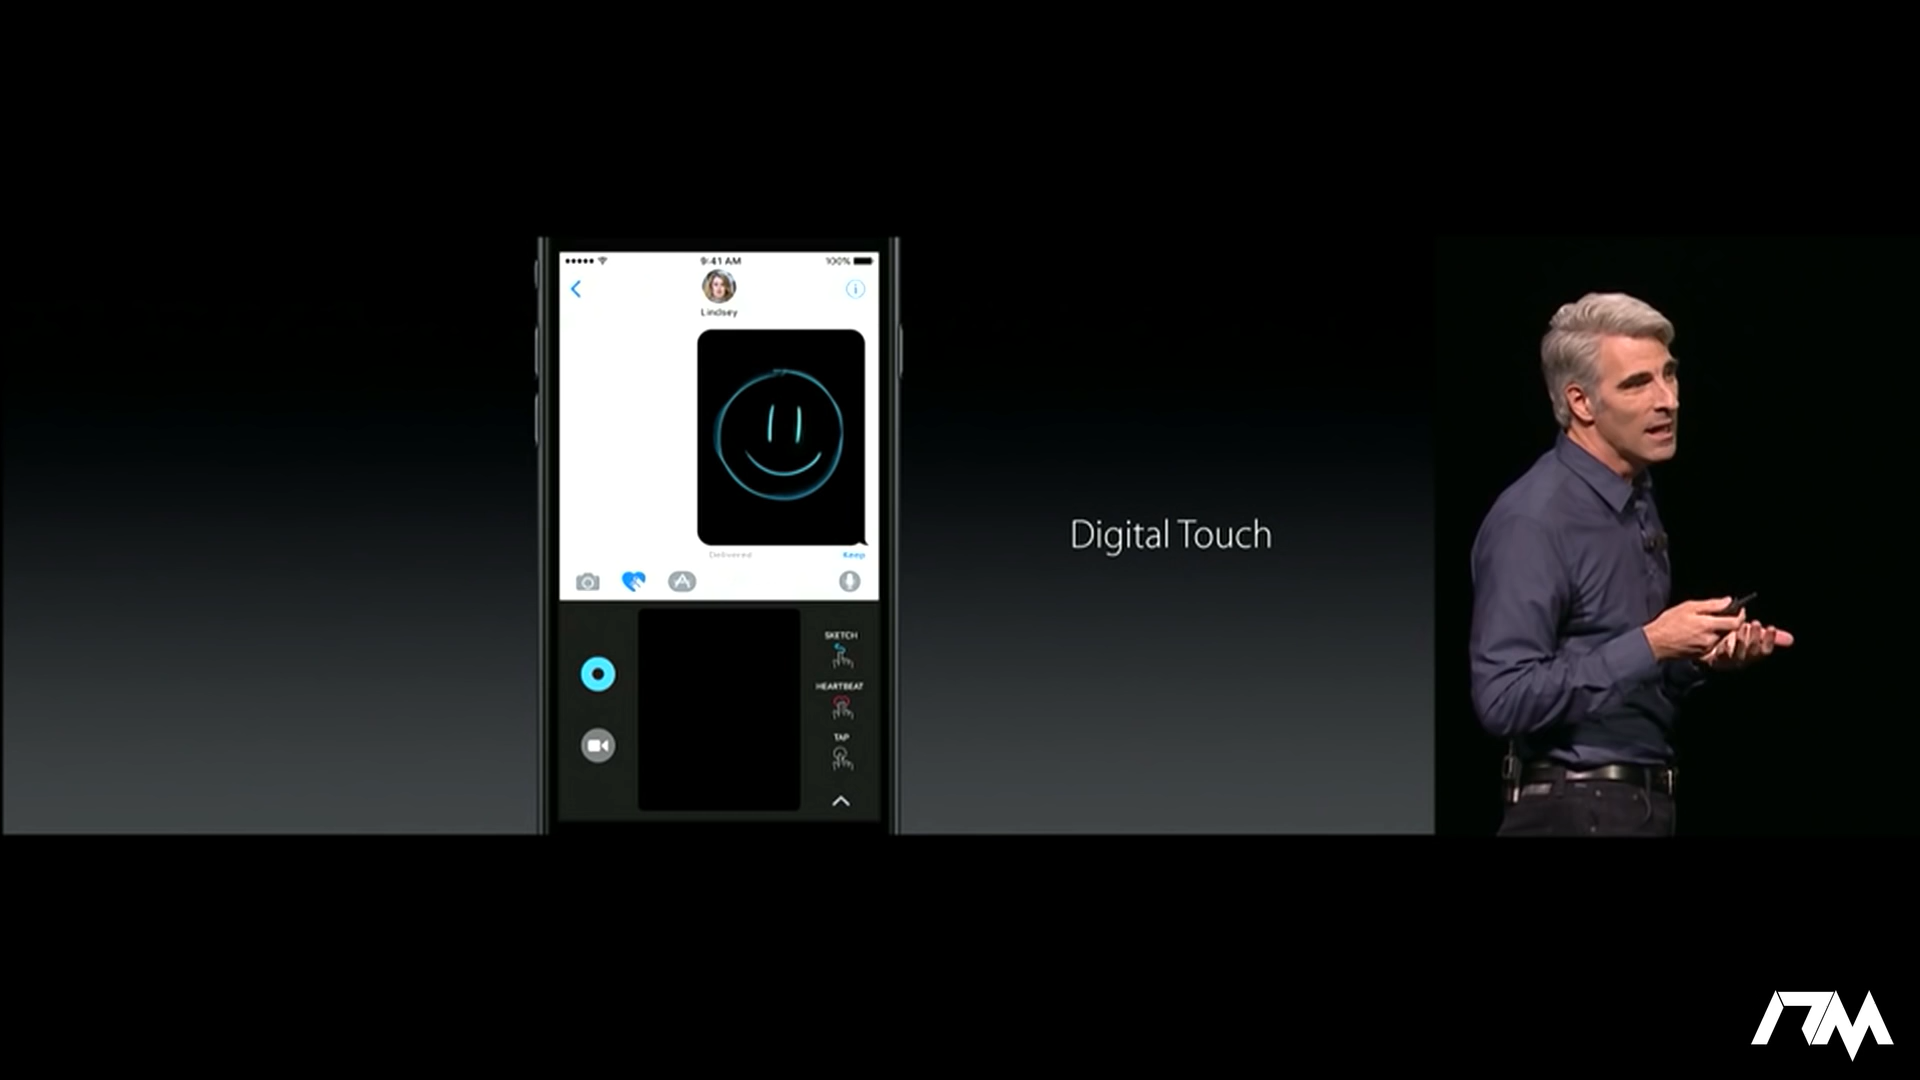 9:41 AM
100%
Lindsey
Delivered
Keep
SKETCH
HEARTBEAT
TAP
Digital Touch